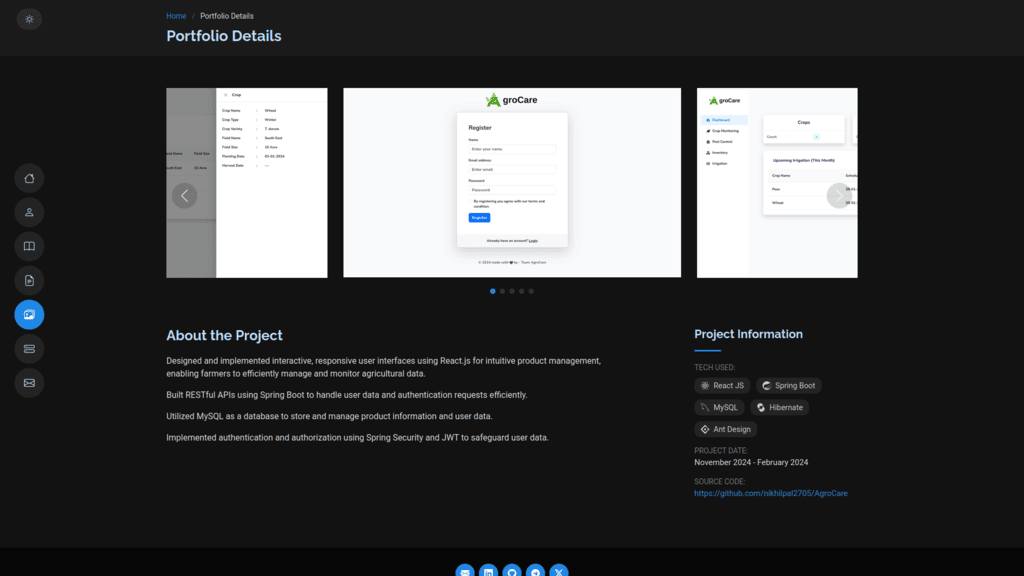 Home / Portfolio Details
Portfolio Details
Crop
Crop Name : Wheat
Crop Type : Winter
Crop Variety : T. durum
Field Name : South East
Field Size : 10 Acre
Planting Date : 03-01-2024
Harvest Date : ---
Field Size
10 Acre
groCare
Register
Name
Enter your name
Email address
Enter email
Password
Password
By registering you agree with our terms and
condition
Register
Already have an account? Login
© 2024 made with by - Team AgroCare
groCare
Dashboard
Crop Monitoring
Pest Control
Inventory
Irrigation
Crops
Count
Upcoming Irrigation (This Month)
Crop Name
Peas
Wheat
About the Project
Designed and implemented interactive, responsive user interfaces using React.js for intuitive product management,
enabling farmers to efficiently manage and monitor agricultural data.
Built RESTful APIs using Spring Boot to handle user data and authentication requests efficiently.
Utilized MySQL as a database to store and manage product information and user data.
Implemented authentication and authorization using Spring Security and JWT to safeguard user data.
Project Information
TECH USED:
React JS
Spring Boot
MySQL
Hibernate
Ant Design
PROJECT DATE:
November 2024 - February 2024
SOURCE CODE:
https://github.com/nikhilpal2705/AgroCare